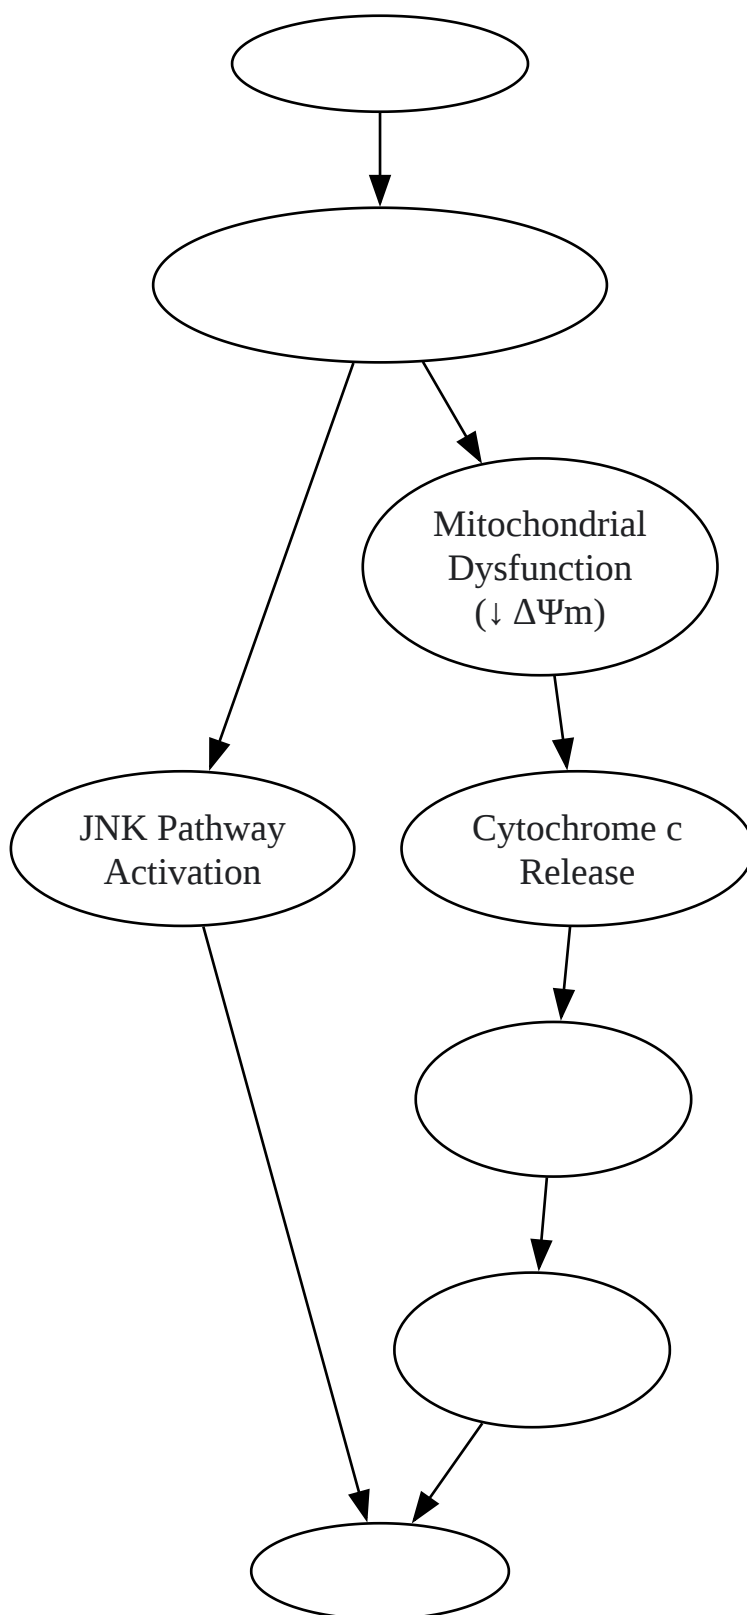 Mitochondrial
Dysfunction
(↓ ΔΨm)
JNK Pathway
Activation
Cytochrome c
Release